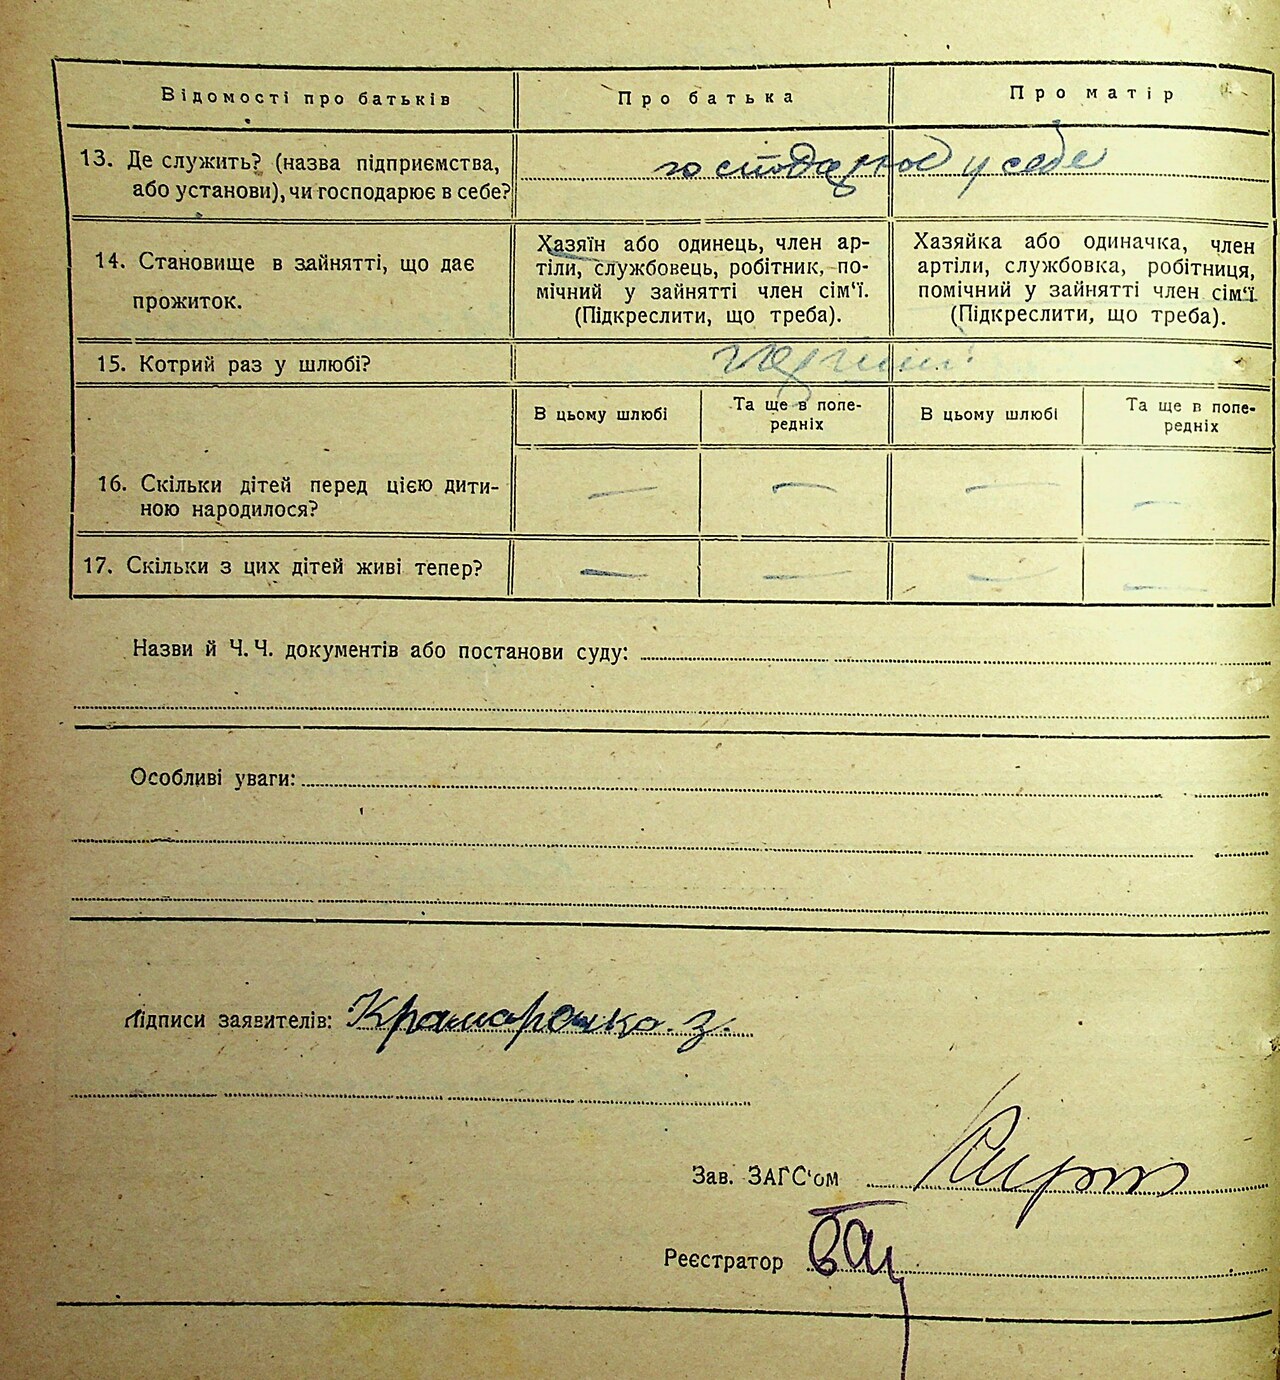 Відомості про батьків Про батька Про матір
13. Де служить? (назва підприємства, або установи), чи господарює в себе? господарює у себе
14. Становище в зайнятті, що дає прожиток.
Хазяїн або одинець, член ар-
тілі, службовець, робітник, по-
мічний у зайнятті член сім'ї.
(Підкреслити, що треба).
Хазяйка або одиначка, член
артілі, службовка, робітниця,
помічний у зайнятті член сім'ї.
(Підкреслити, що треба).
15. Котрий раз у шлюбі?
В цьому шлюбі
Та ще в попе-
редніх
В цьому шлюбі
Та ще в попе-
редніх
16. Скільки дітей перед цією дити-
ною народилося? — — — —
17. Скільки з цих дітей живі тепер? — — — —
Назви й Ч. Ч. документів або постанови суду:
Особливі уваги:
Підписи заявителів: Крамаренко. З.
Зав. ЗАГС'ом
Реєстратор